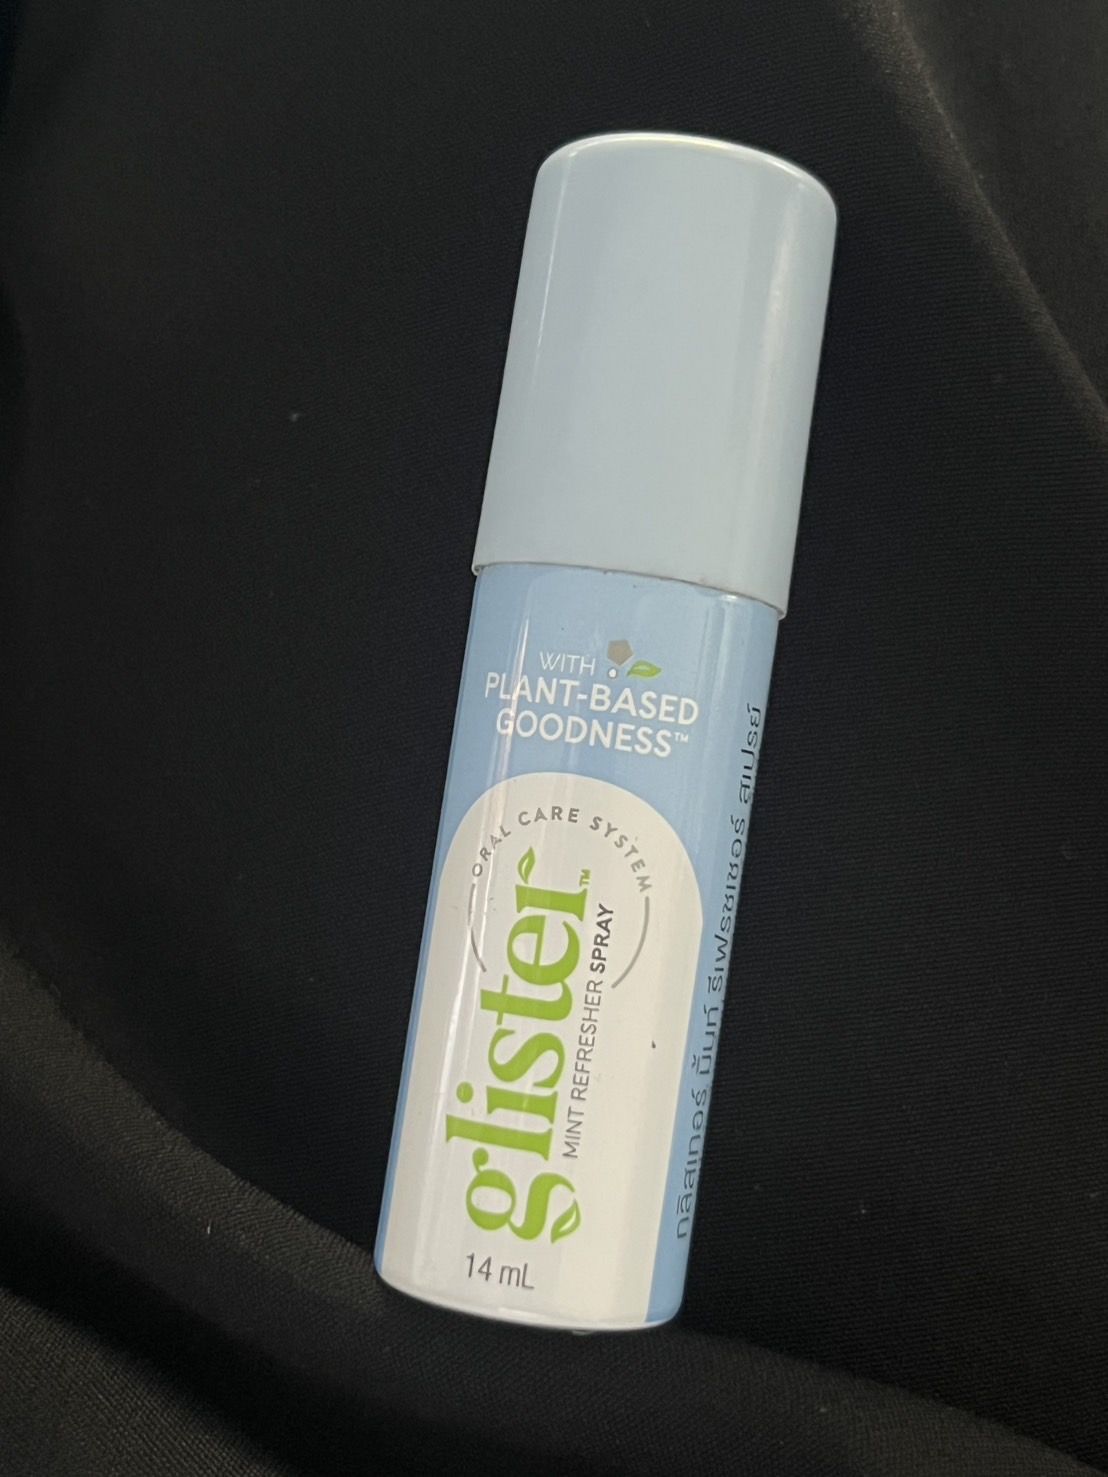 WITH
PLANT-BASED
GOODNESS™
ORAL CARE SYSTEM
glister™
MINT REFRESHER SPRAY
14 mL
กลิสเทอร์ มิ้นท์ รีเฟรชเชอร์ สเปรย์